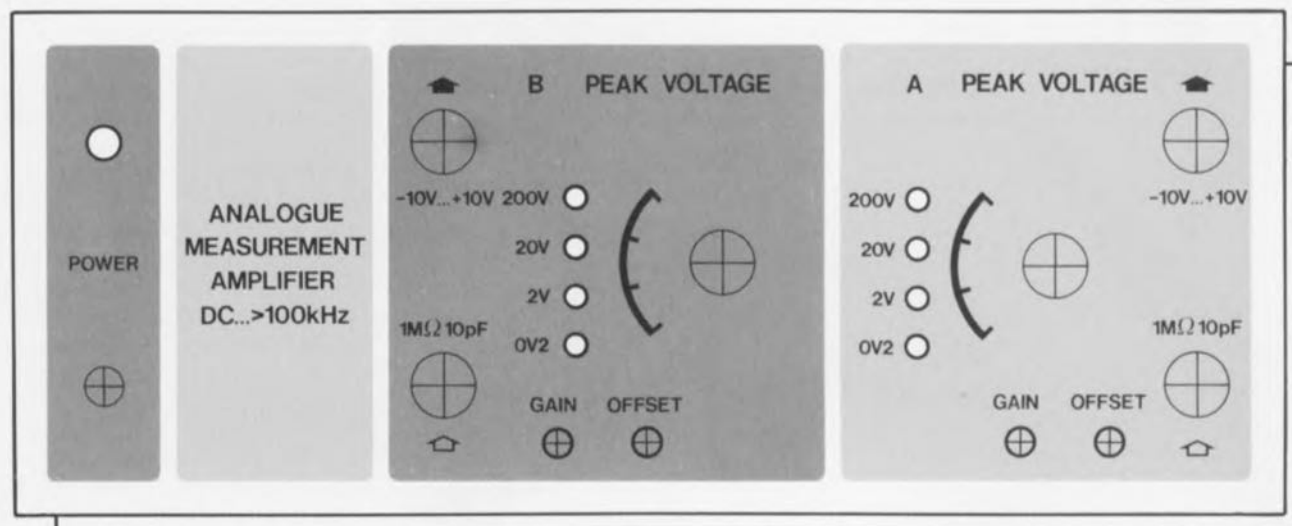 POWER
ANALOGUE
MEASUREMENT
AMPLIFIER
DC...>100kHz
B PEAK VOLTAGE
-10V...+10V
200V
20V
2V
0V2
1MΩ 10pF
GAIN OFFSET
A PEAK VOLTAGE
200V
20V
2V
0V2
-10V...+10V
1MΩ 10pF
GAIN OFFSET